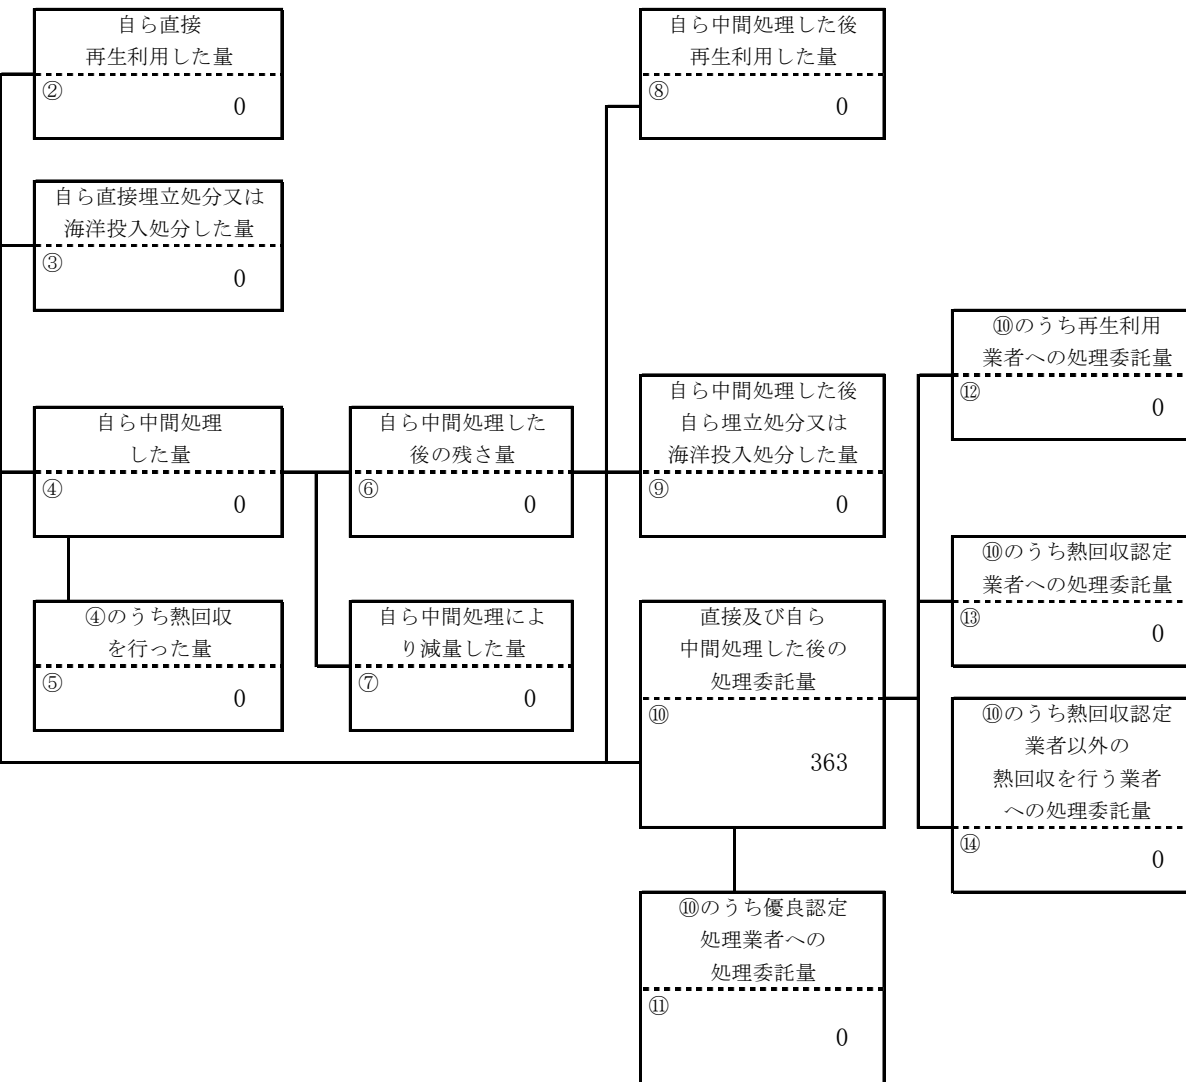 自ら直接
再生利用した量
②
0
自ら中間処理した後
再生利用した量
⑧
0
自ら直接埋立処分又は
海洋投入処分した量
③
0
⑩のうち再生利用
業者への処理委託量
⑫
0
自ら中間処理
した量
④
0
自ら中間処理した
後の残さ量
⑥
0
自ら中間処理した後
自ら埋立処分又は
海洋投入処分した量
⑨
0
⑩のうち熱回収認定
業者への処理委託量
⑬
0
④のうち熱回収
を行った量
⑤
0
自ら中間処理によ
り減量した量
⑦
0
直接及び自ら
中間処理した後の
処理委託量
⑩
363
⑩のうち熱回収認定
業者以外の
熱回収を行う業者
への処理委託量
⑭
0
⑩のうち優良認定
処理業者への
処理委託量
⑪
0